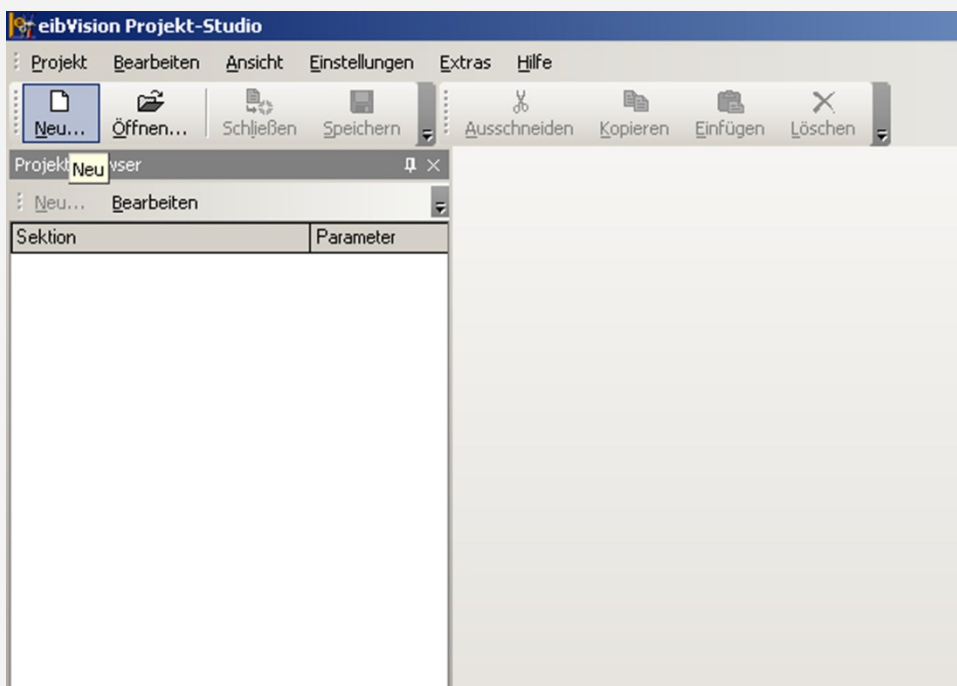 eibVision Projekt-Studio
Projekt Bearbeiten Ansicht Einstellungen Extras Hilfe
Neu... Öffnen... Schließen Speichern Ausschneiden Kopieren Einfügen Löschen
Projekt wser
Neu
Neu... Bearbeiten
Sektion Parameter